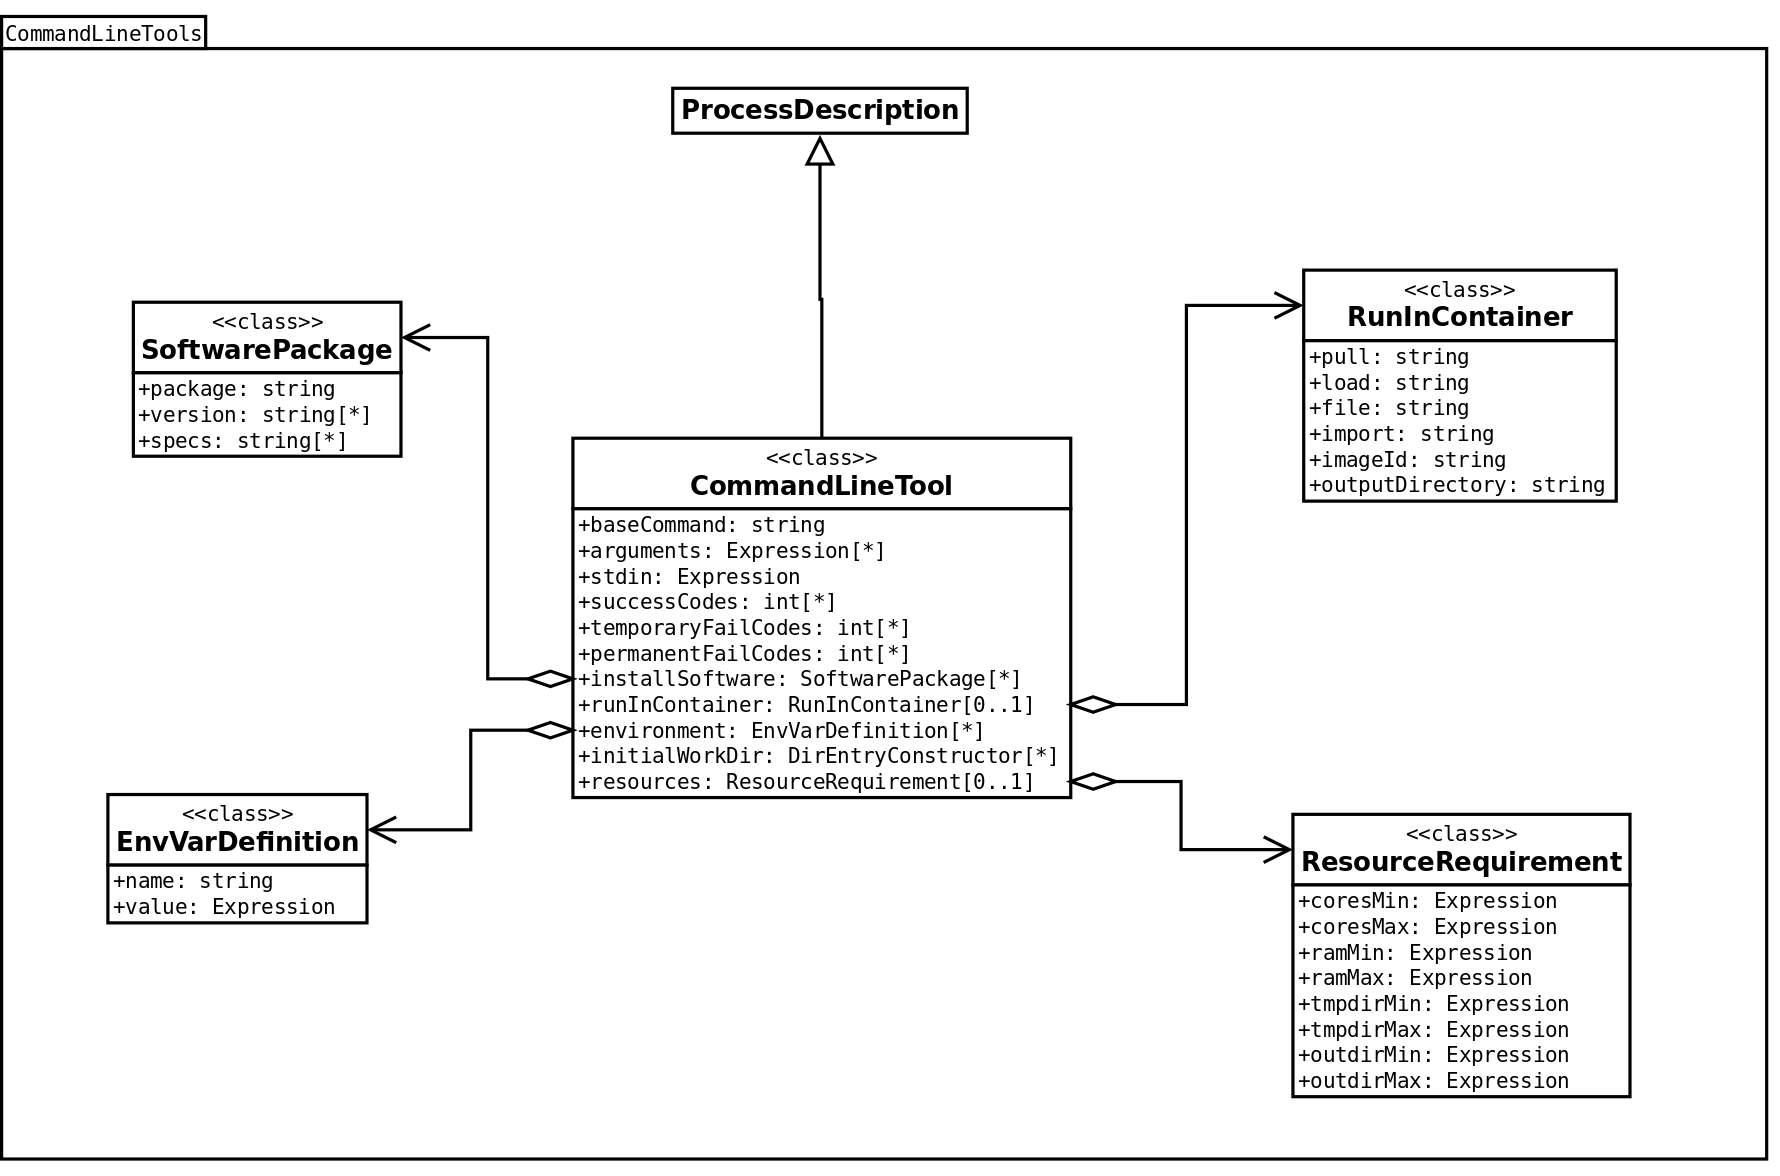 CommandLineTools
ProcessDescription
<<class>>
SoftwarePackage
+package: string
+version: string[*]
+specs: string[*]
<<class>>
RunInContainer
+pull: string
+load: string
+file: string
+import: string
+imageId: string
+outputDirectory: string
<<class>>
CommandLineTool
+baseCommand: string
+arguments: Expression[*]
+stdin: Expression
+successCodes: int[*]
+temporaryFailCodes: int[*]
+permanentFailCodes: int[*]
+installSoftware: SoftwarePackage[*]
+runInContainer: RunInContainer[0..1]
+environment: EnvVarDefinition[*]
+initialWorkDir: DirEntryConstructor[*]
+resources: ResourceRequirement[0..1]
<<class>>
EnvVarDefinition
+name: string
+value: Expression
<<class>>
ResourceRequirement
+coresMin: Expression
+coresMax: Expression
+ramMin: Expression
+ramMax: Expression
+tmpdirMin: Expression
+tmpdirMax: Expression
+outdirMin: Expression
+outdirMax: Expression